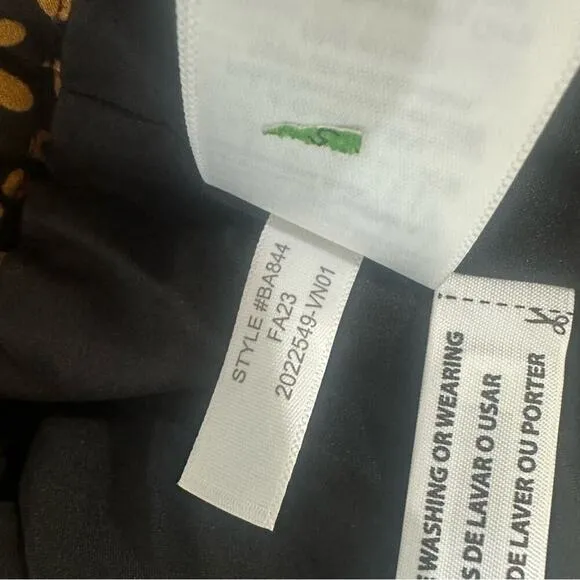 STYLE #BA844
FA23
2022549-VN01
WASHING OR WEARING
S DE LAVAR O USAR
DE LAVER OU PORTER